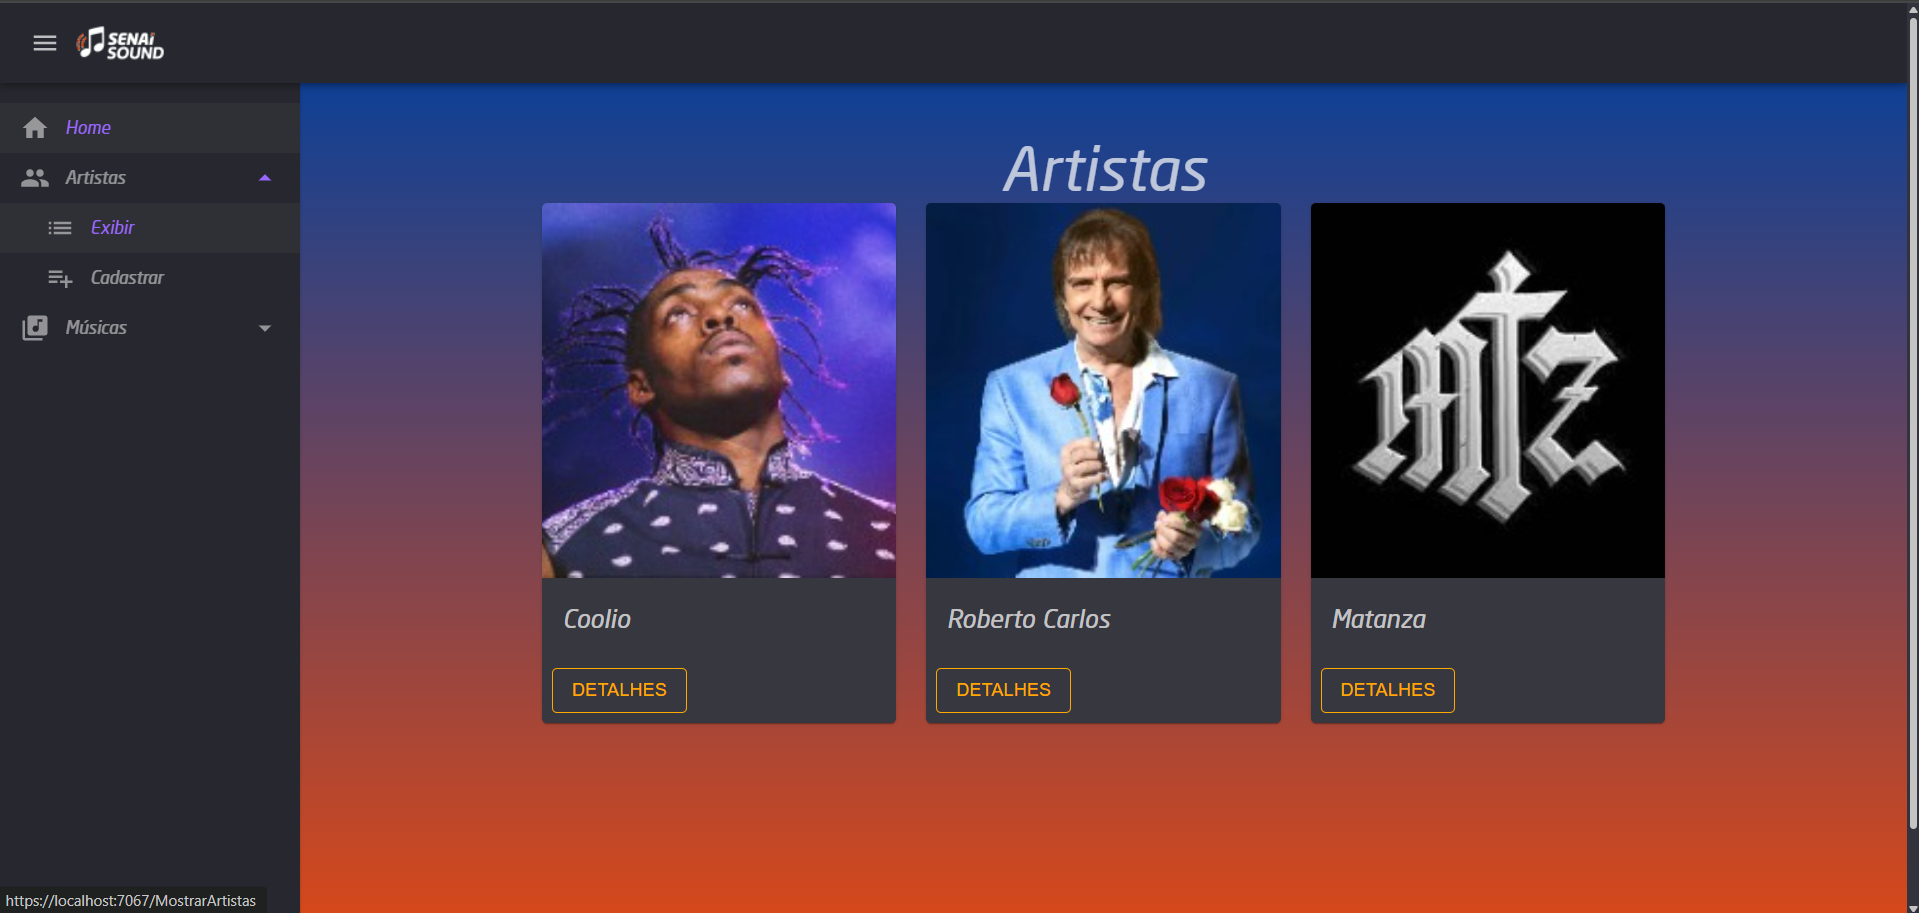 SENAI
SOUND
Home
Artistas
Exibir
Cadastrar
Músicas
Artistas
MTZ
Coolio
Roberto Carlos
Matanza
DETALHES
DETALHES
DETALHES
https://localhost:7067/MostrarArtistas